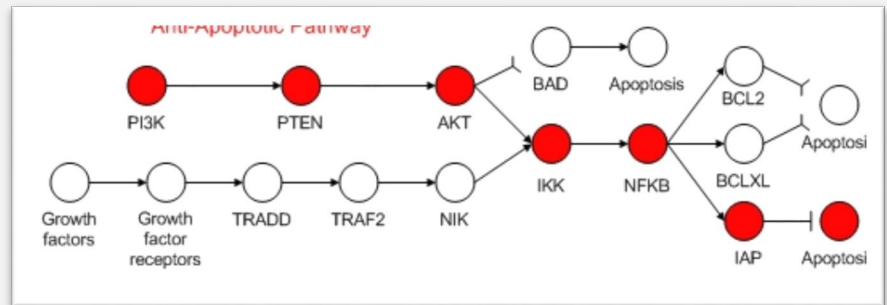 Anti-Apoptotic Pathway
BAD
Apoptosis
BCL2
PI3K
PTEN
AKT
Apoptosi
IKK
NFKB
BCLXL
Growth
factors
Growth
factor
receptors
TRADD
TRAF2
NIK
IAP
Apoptosi